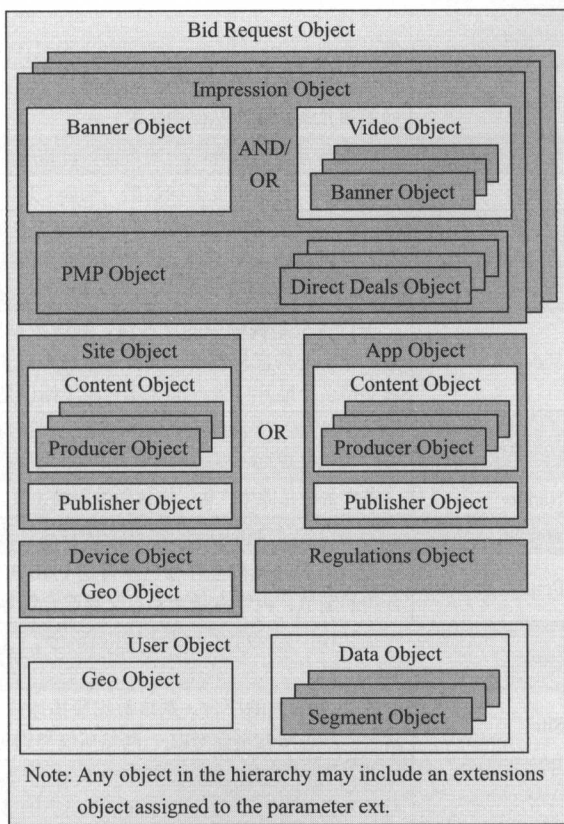 Bid Request Object
Impression Object
Banner Object
AND/
OR
Video Object
Banner Object
PMP Object
Direct Deals Object
Site Object
Content Object
Producer Object
Publisher Object
OR
App Object
Content Object
Producer Object
Publisher Object
Device Object
Geo Object
Regulations Object
User Object
Geo Object
Data Object
Segment Object
Note: Any object in the hierarchy may include an extensions
object assigned to the parameter ext.